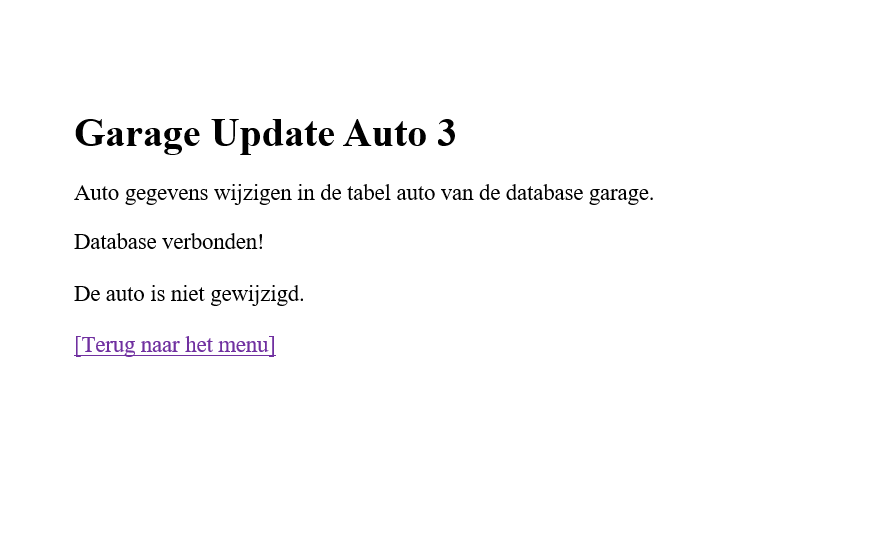 Garage Update Auto 3
Auto gegevens wijzigen in de tabel auto van de database garage.
Database verbonden!
De auto is niet gewijzigd.
[Terug naar het menu]